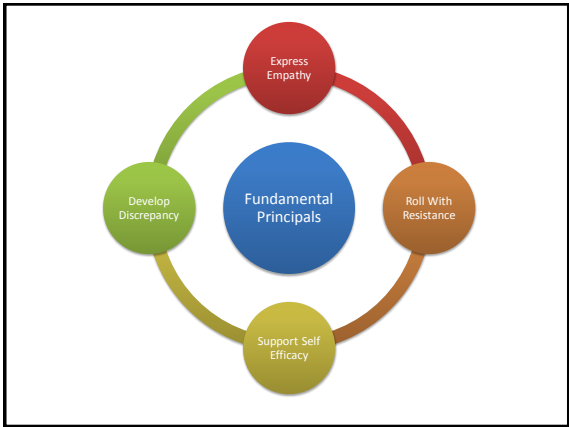 Express
Empathy
Develop
Discrepancy
Fundamental
Principals
Roll With
Resistance
Support Self
Efficacy